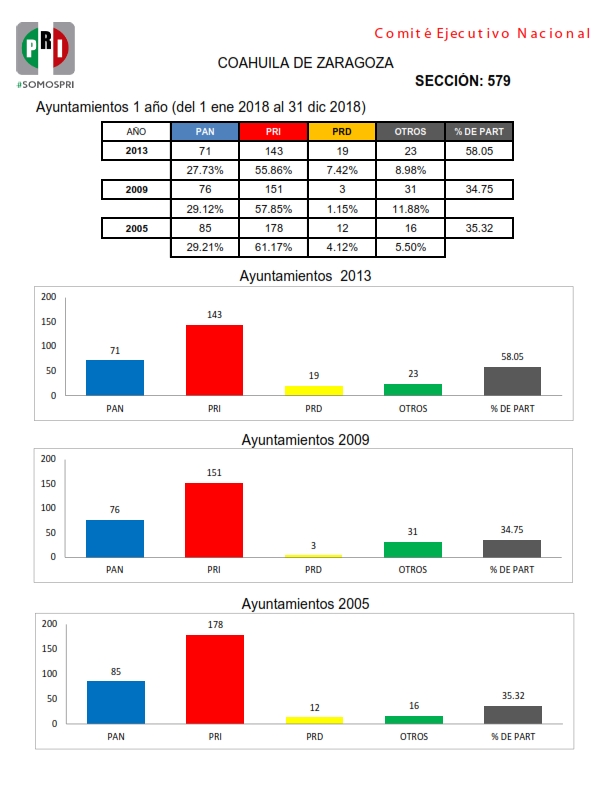 PRI
#SOMOSPRI
Comité Ejecutivo Nacional
COAHUILA DE ZARAGOZA
SECCIÓN: 579
Ayuntamientos 1 año (del 1 ene 2018 al 31 dic 2018)
AÑO PAN PRI PRD OTROS % DE PART
2013 71 143 19 23 58.05
27.73% 55.86% 7.42% 8.98%
2009 76 151 3 31 34.75
29.12% 57.85% 1.15% 11.88%
2005 85 178 12 16 35.32
29.21% 61.17% 4.12% 5.50%
Ayuntamientos 2013
200
150
100
50
0
71 143 19 23 58.05
PAN PRI PRD OTROS % DE PART
Ayuntamientos 2009
200
150
100
50
0
76 151 3 31 34.75
PAN PRI PRD OTROS % DE PART
Ayuntamientos 2005
200
150
100
50
0
85 178 12 16 35.32
PAN PRI PRD OTROS % DE PART